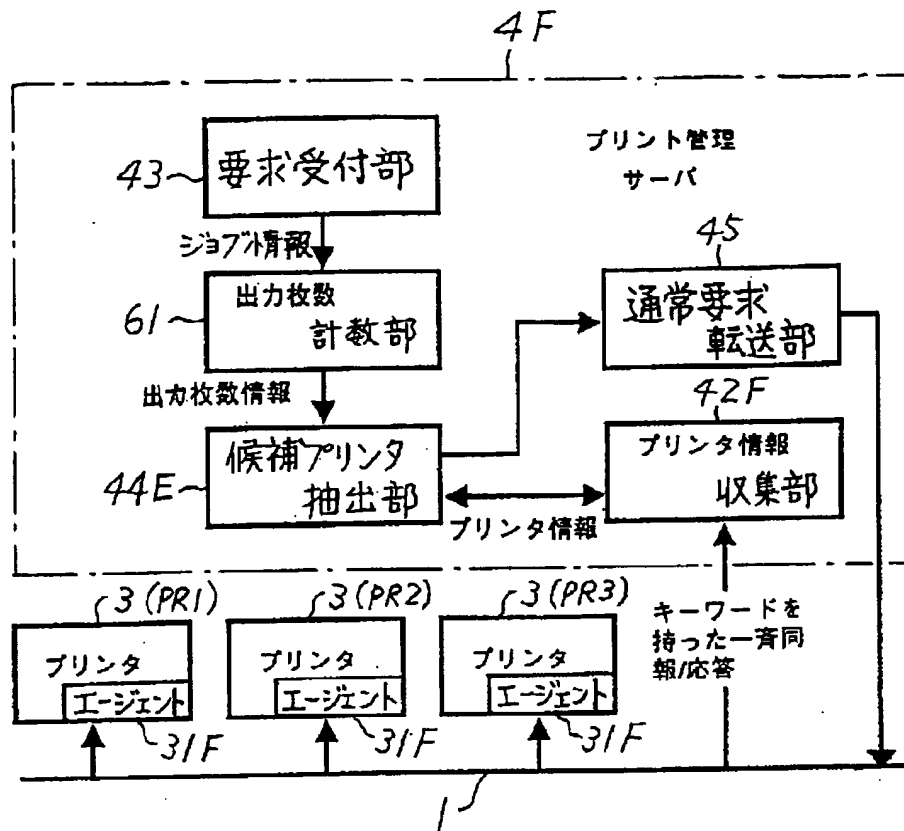 4F
プリント管理
サーバ
43
要求受付部
ジョブ情報
45
出力枚数
計数部
61
通常要求
転送部
出力枚数情報
42F
候補プリンタ
抽出部
44E
プリンタ情報
収集部
プリンタ情報
3(PR1)
3(PR2)
3(PR3)
キーワードを
持った一斉同
報/応答
プリンタ
エージェント
プリンタ
エージェント
プリンタ
エージェント
31F
31F
31F
1